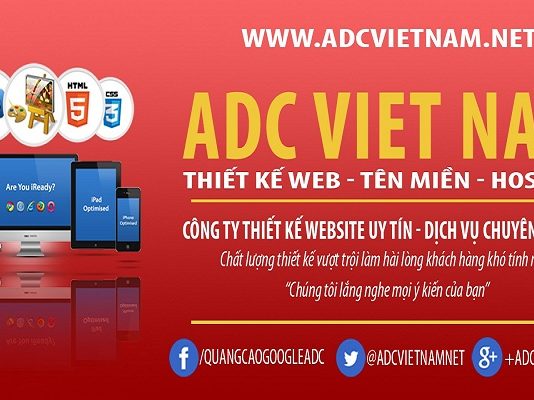 WWW.ADCVIETNAM.NET
HTML
5
CSS
3
ADC VIET NA
THIẾT KẾ WEB - TÊN MIỀN - HOS
Are You iReady?
iPad
Optimised
iPhone
Optimised
CÔNG TY THIẾT KẾ WEBSITE UY TÍN - DỊCH VỤ CHUYÊN
Chất lượng thiết kế vượt trội làm hài lòng khách hàng khó tính
“Chúng tôi lắng nghe mọi ý kiến của bạn”
f /QUANGCAOGOOGLEADC
@ADCVIETNAMNET
g+ +ADC